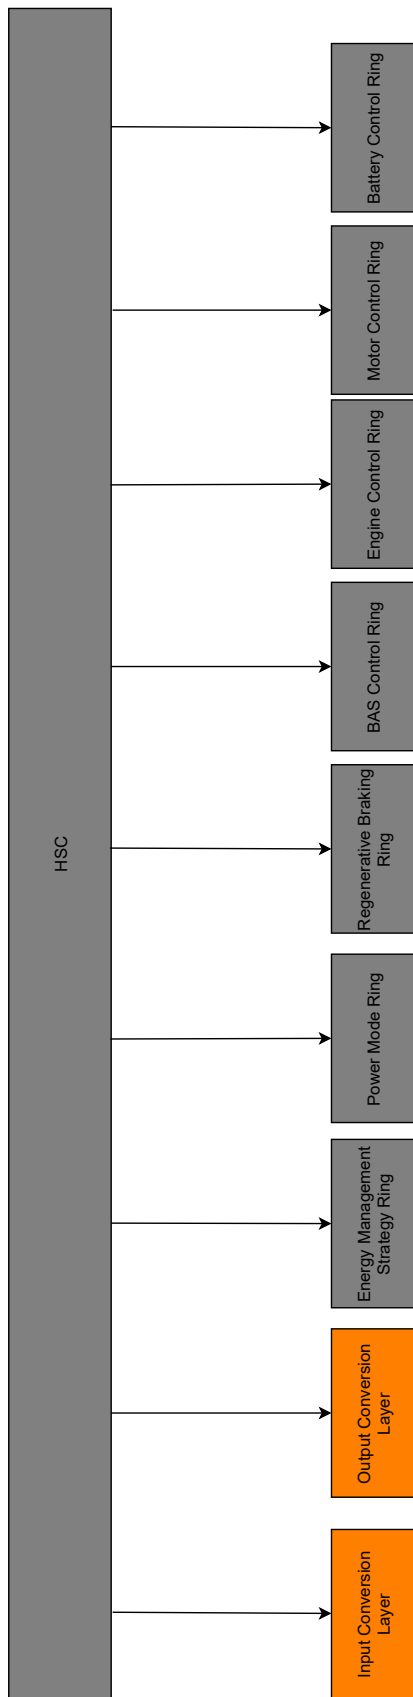 HSC
Input Conversion
Layer
Output Conversion
Layer
Energy Management
Strategy Ring
Power Mode Ring
Regenerative Braking
Ring
BAS Control Ring
Engine Control Ring
Motor Control Ring
Battery Control Ring